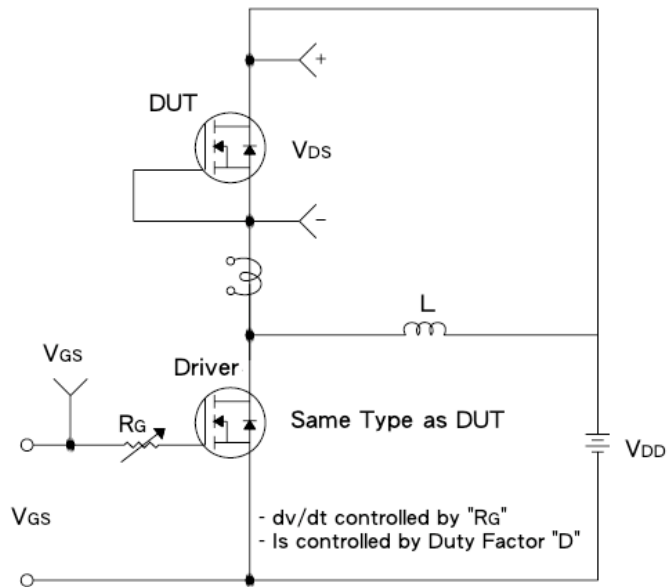 +
DUT
VDS
-
L
VGS
Driver
RG
Same Type as DUT
VDD
VGS
- dv/dt controlled by "RG"
- Is controlled by Duty Factor "D"